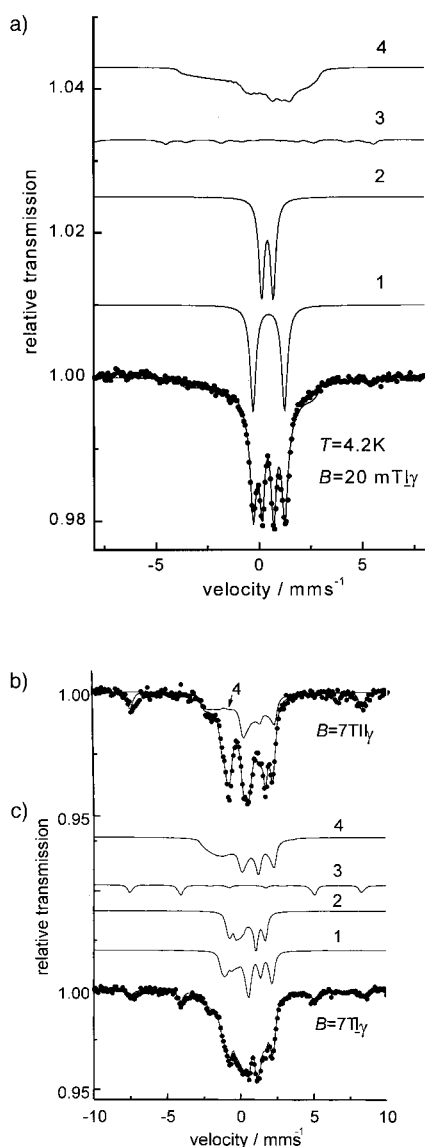 a)
4
1.04
3
2
1.02
1
1.00
T=4.2K
B=20 mT⊥γ
0.98
-5
0
5
relative transmission
velocity / mms⁻¹
b)
4
1.00
B=7T||γ
0.95
c)
4
3
2
1
1.00
B=7T⊥γ
0.95
relative transmission
-10
-5
0
5
10
velocity / mms⁻¹